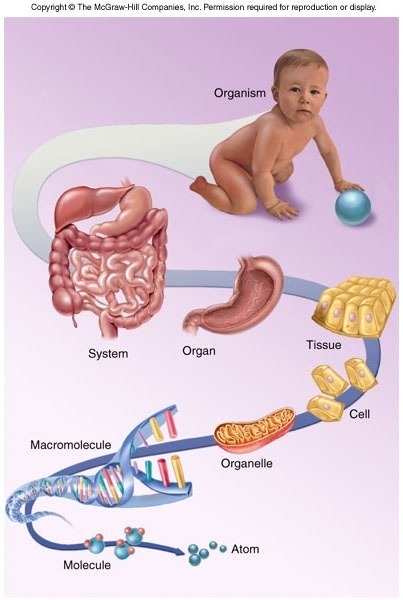 Copyright © The McGraw-Hill Companies, Inc. Permission required for reproduction or display.
Organism
System
Organ
Tissue
Cell
Organelle
Macromolecule
Molecule
Atom